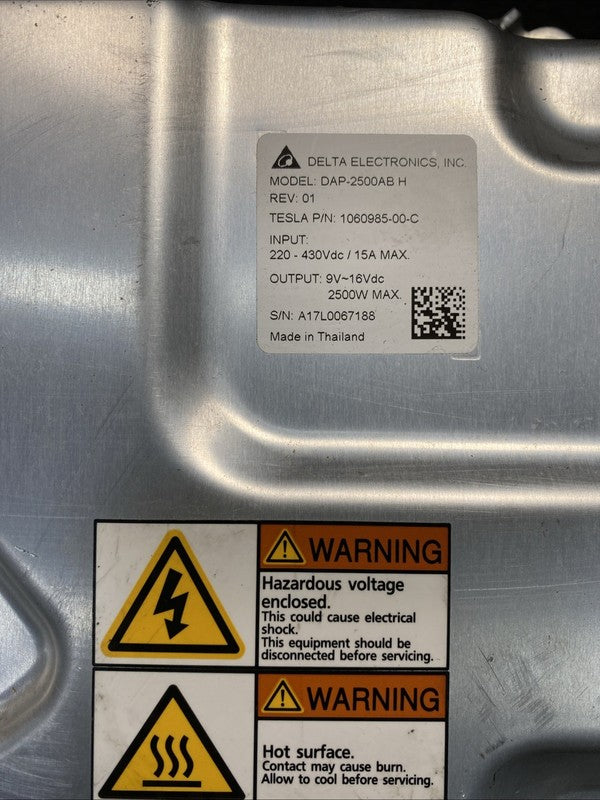 DELTA ELECTRONICS, INC.
MODEL: DAP-2500AB H
REV: 01
TESLA P/N: 1060985-00-C
INPUT:
220 - 430Vdc / 15A MAX.
OUTPUT: 9V~16Vdc
2500W MAX.
S/N: A17L0067188
Made in Thailand
WARNING
Hazardous voltage
enclosed.
This could cause electrical
shock.
This equipment should be
disconnected before servicing.
WARNING
Hot surface.
Contact may cause burn.
Allow to cool before servicing.